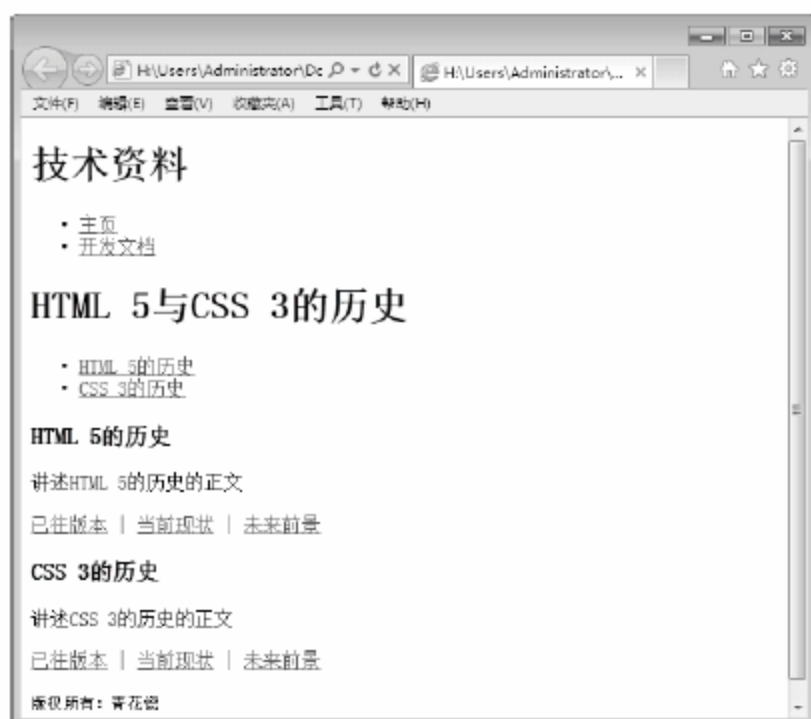 H:\Users\Administrator\Dc
H:\Users\Administrator\...
文件(F) 编辑(E) 查看(V) 收藏夹(A) 工具(T) 帮助(H)
技术资料
• 主页
• 开发文档
HTML 5与CSS 3的历史
• HTML 5的历史
• CSS 3的历史
HTML 5的历史
讲述HTML 5的历史的正文
已往版本 | 当前现状 | 未来前景
CSS 3的历史
讲述CSS 3的历史的正文
已往版本 | 当前现状 | 未来前景
版权所有：青花瓷